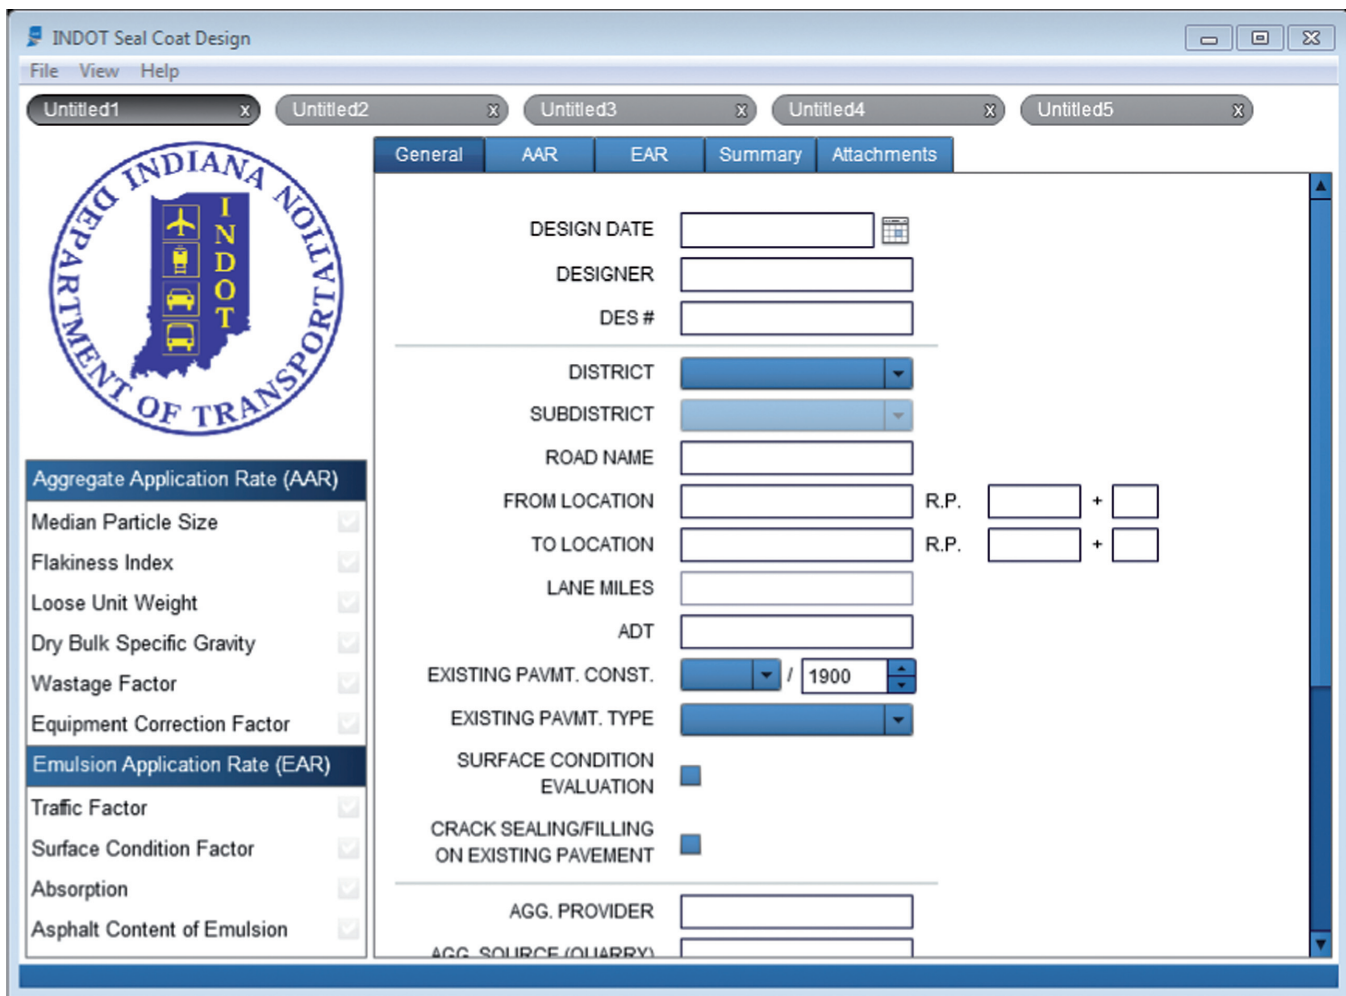 INDOT Seal Coat Design
File View Help
Untitled1 x Untitled2 x Untitled3 x Untitled4 x Untitled5 x
General AAR EAR Summary Attachments
INDIANA DEPARTMENT OF TRANSPORTATION
INDOT
DESIGN DATE
DESIGNER
DES #
DISTRICT
SUBDISTRICT
ROAD NAME
FROM LOCATION R.P. +
TO LOCATION R.P. +
LANE MILES
ADT
EXISTING PAVMT. CONST. / 1900
EXISTING PAVMT. TYPE
SURFACE CONDITION
EVALUATION
CRACK SEALING/FILLING
ON EXISTING PAVEMENT
AGG. PROVIDER
AGG. SOURCE (QUARRY)
Aggregate Application Rate (AAR)
Median Particle Size
Flakiness Index
Loose Unit Weight
Dry Bulk Specific Gravity
Wastage Factor
Equipment Correction Factor
Emulsion Application Rate (EAR)
Traffic Factor
Surface Condition Factor
Absorption
Asphalt Content of Emulsion